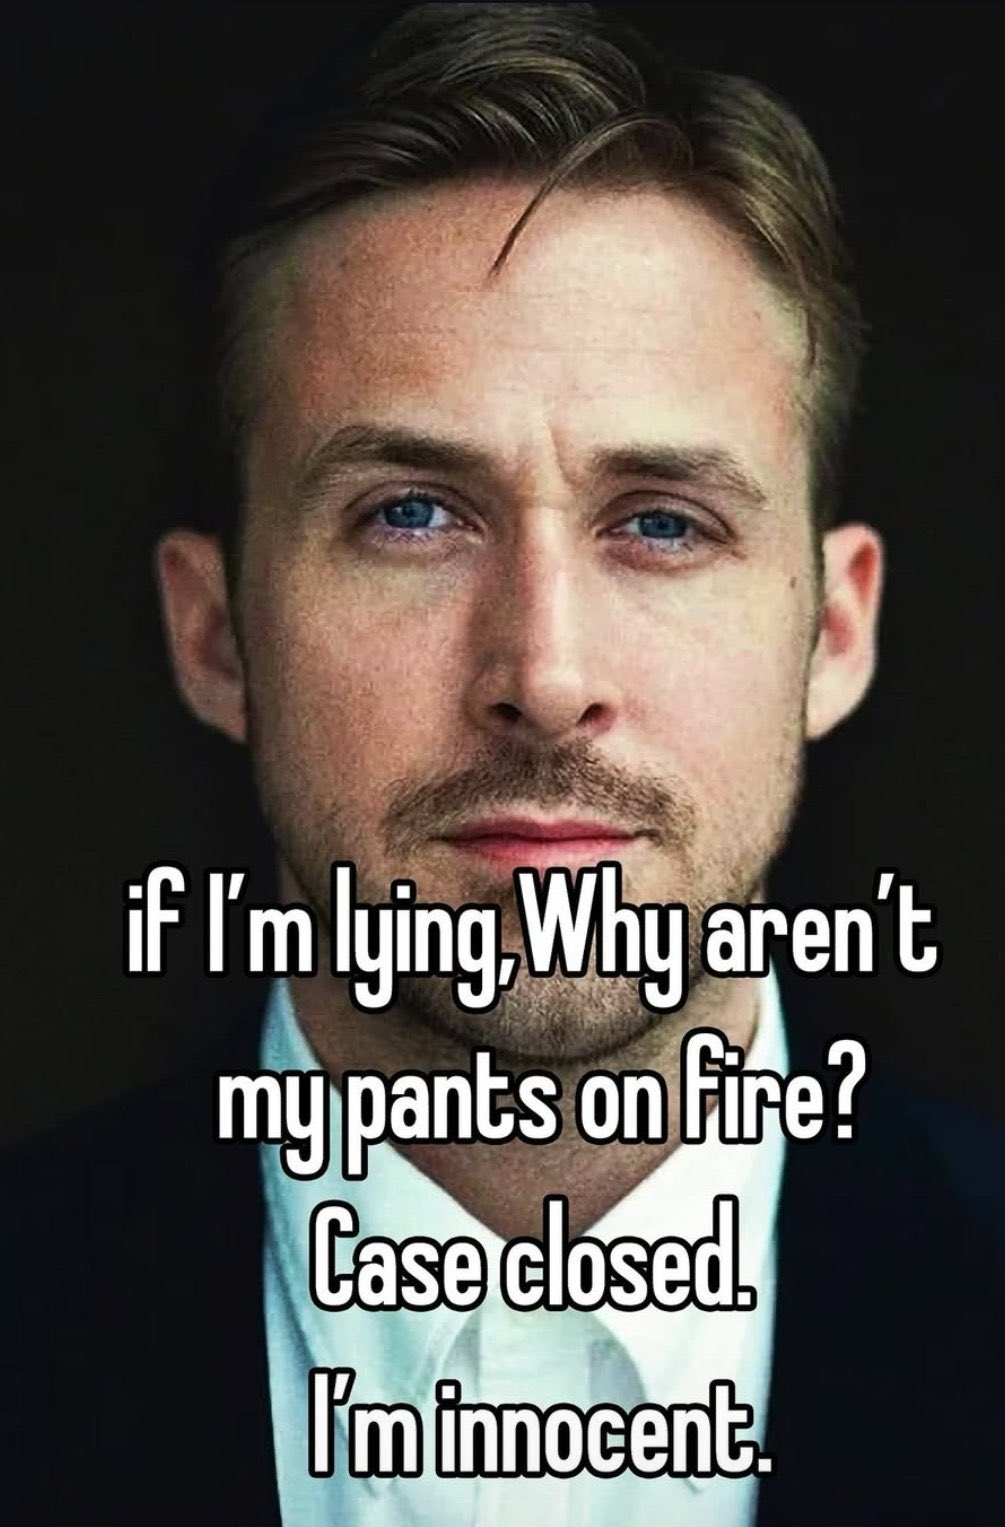 if I'm lying,Why aren't
my pants on fire?
Case closed.
I'm innocent.